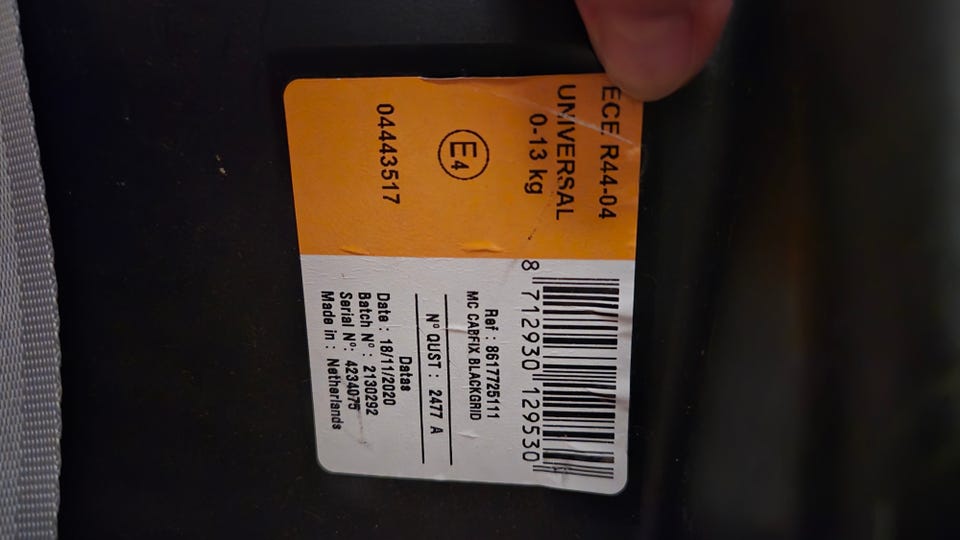 ECE R44-04
UNIVERSAL
0-13 kg
E4
04443517
8 712930 129530
Ref : 8617725111
MC CABFIX BLACKGRID
N° QUST : 2477 A
Datas
Date : 18/11/2020
Batch N° : 2130292
Serial N°: 4234075
Made in : Netherlands